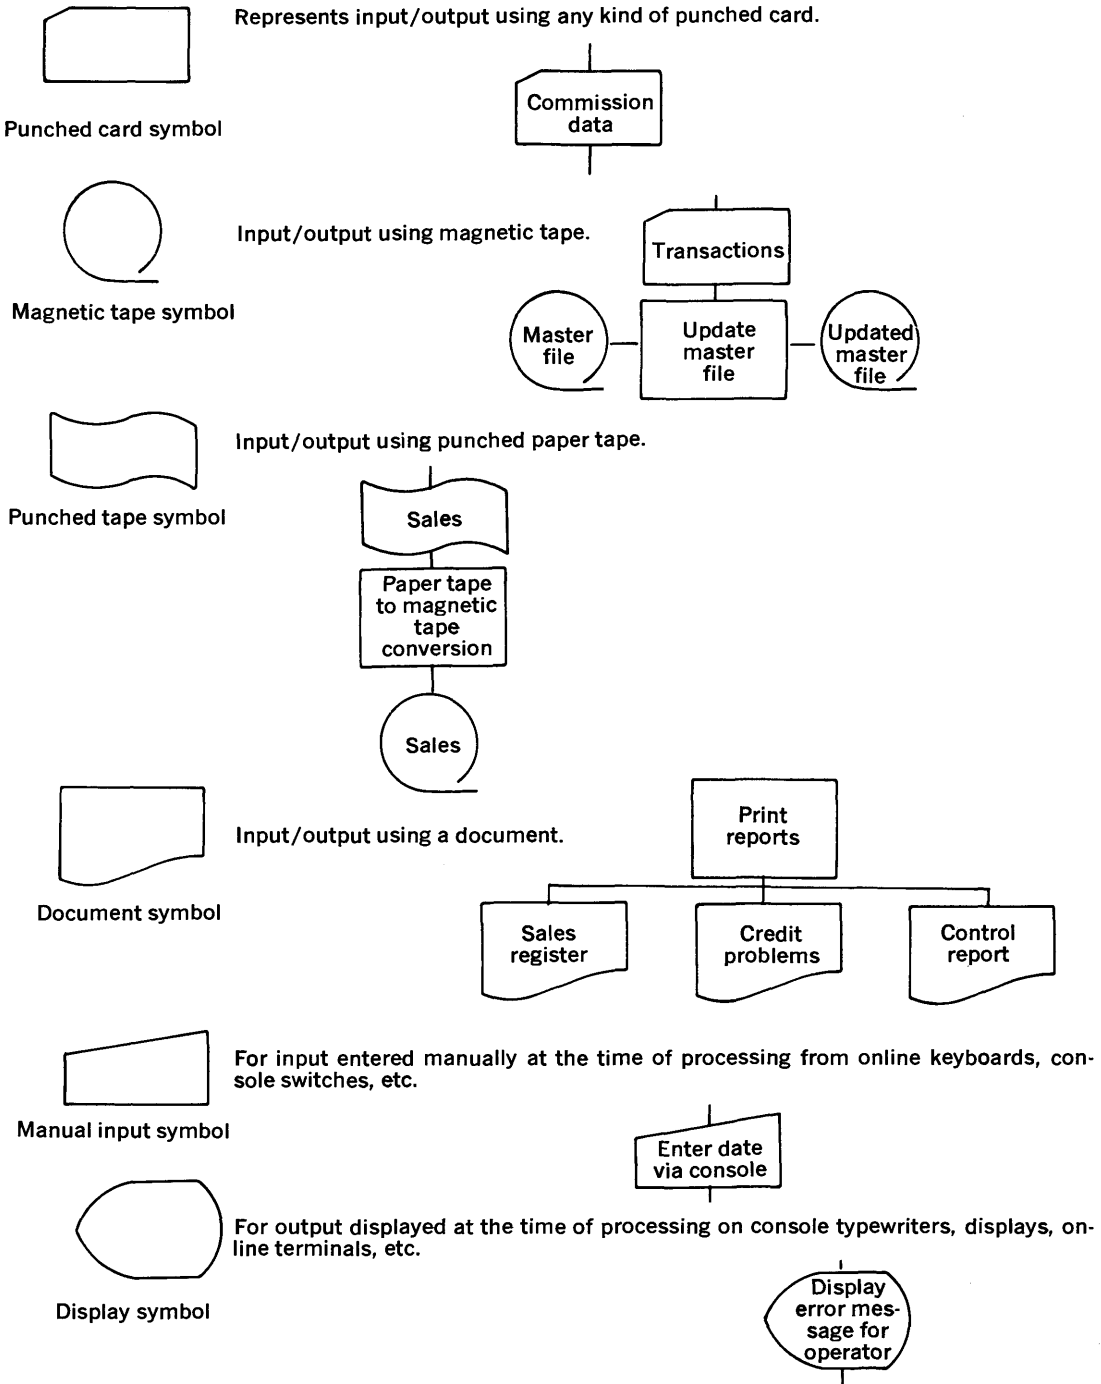 Represents input/output using any kind of punched card.
Commission
data
Punched card symbol
Input/output using magnetic tape.
Transactions
Magnetic tape symbol
Master
file
Update
master
file
Updated
master
file
Input/output using punched paper tape.
Punched tape symbol
Sales
Paper tape
to magnetic
tape
conversion
Sales
Input/output using a document.
Document symbol
Print
reports
Sales
register
Credit
problems
Control
report
For input entered manually at the time of processing from online keyboards, con-
sole switches, etc.
Manual input symbol
Enter date
via console
For output displayed at the time of processing on console typewriters, displays, on-
line terminals, etc.
Display symbol
Display
error mes-
sage for
operator